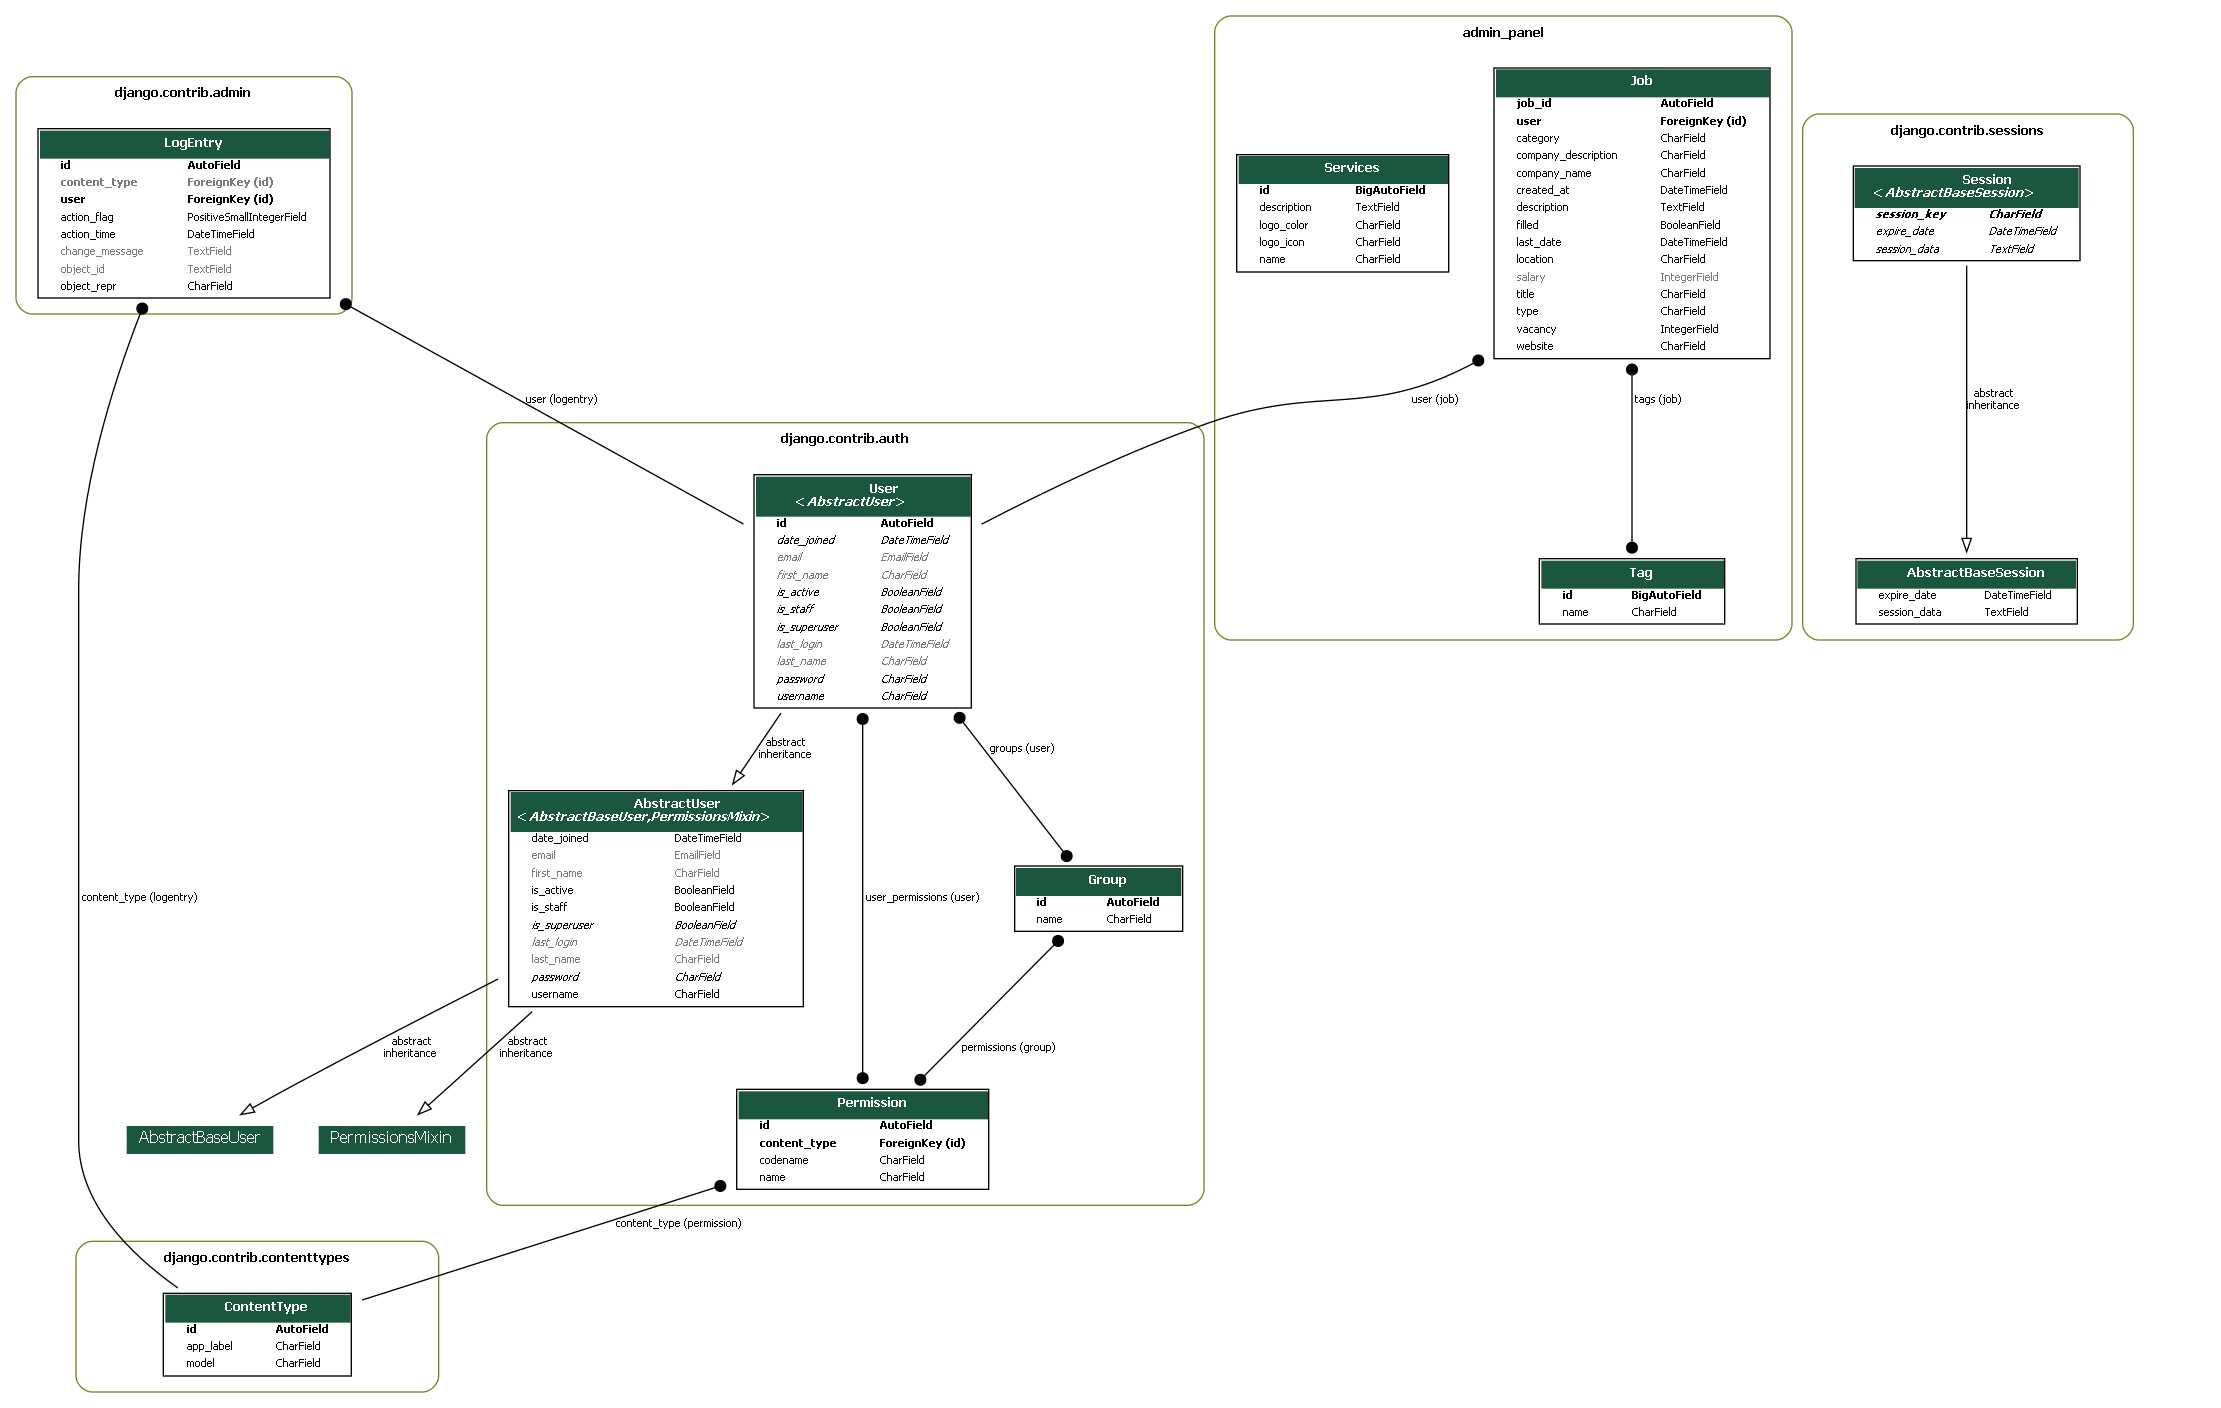 admin_panel
django.contrib.admin
LogEntry
id AutoField
content_type ForeignKey (id)
user ForeignKey (id)
action_flag PositiveSmallIntegerField
action_time DateTimeField
change_message TextField
object_id TextField
object_repr CharField
Services
id BigAutoField
description TextField
logo_color CharField
logo_icon CharField
name CharField
Job
job_id AutoField
user ForeignKey (id)
category CharField
company_description CharField
company_name CharField
created_at DateTimeField
description TextField
filled BooleanField
last_date DateTimeField
location CharField
salary IntegerField
title CharField
type CharField
vacancy IntegerField
website CharField
django.contrib.sessions
Session
<AbstractBaseSession>
session_key CharField
expire_date DateTimeField
session_data TextField
user (logentry)
user (job)
tags (job)
abstract
inheritance
django.contrib.auth
User
<AbstractUser>
id AutoField
date_joined DateTimeField
email EmailField
first_name CharField
is_active BooleanField
is_staff BooleanField
is_superuser BooleanField
last_login DateTimeField
last_name CharField
password CharField
username CharField
Tag
id BigAutoField
name CharField
AbstractBaseSession
expire_date DateTimeField
session_data TextField
abstract
inheritance
groups (user)
AbstractUser
<AbstractBaseUser,PermissionsMixin>
date_joined DateTimeField
email EmailField
first_name CharField
is_active BooleanField
is_staff BooleanField
is_superuser BooleanField
last_login DateTimeField
last_name CharField
password CharField
username CharField
content_type (logentry)
user_permissions (user)
Group
id AutoField
name CharField
abstract
inheritance
abstract
inheritance
permissions (group)
AbstractBaseUser
PermissionsMixin
Permission
id AutoField
content_type ForeignKey (id)
codename CharField
name CharField
content_type (permission)
django.contrib.contenttypes
ContentType
id AutoField
app_label CharField
model CharField